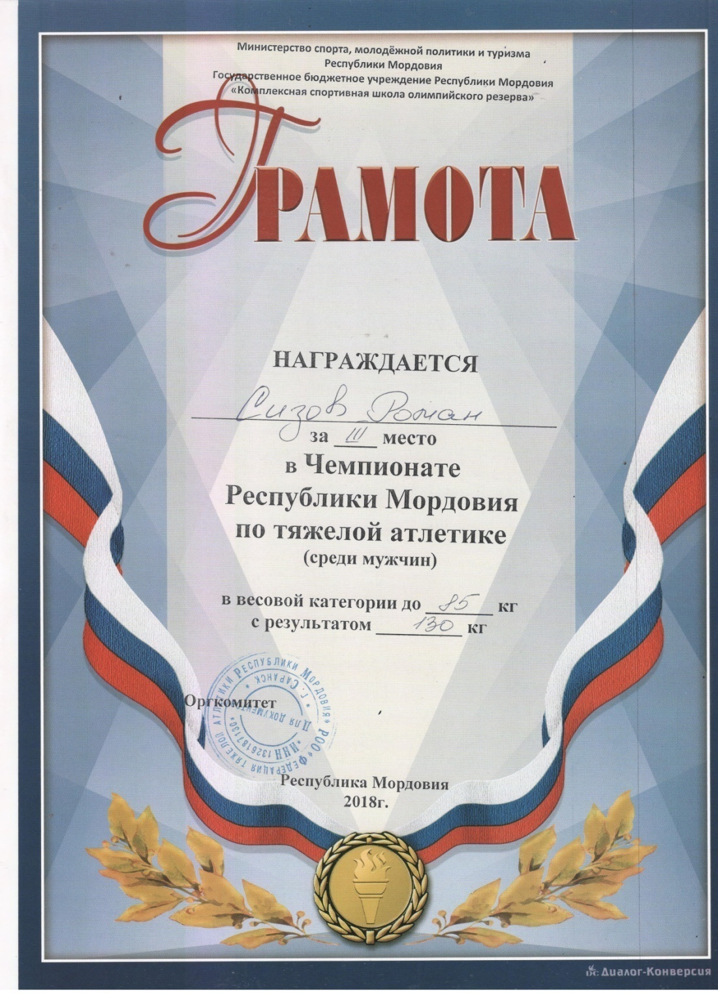 Министерство спорта, молодёжной политики и туризма
Республики Мордовия
Государственное бюджетное учреждение Республики Мордовия
«Комплексная спортивная школа олимпийского резерва»
ГРАМОТА
НАГРАЖДАЕТСЯ
Сизов Роман
за III место
в Чемпионате
Республики Мордовия
по тяжелой атлетике
(среди мужчин)
в весовой категории до 85 кг
с результатом 130 кг
Оргкомитет
РОО «Федерация тяжелой атлетики Республики Мордовия»
* г. Саранск * ИНН 1326187130 *
Для документов
Республика Мордовия
2018г.
DC Диалог-Конверсия